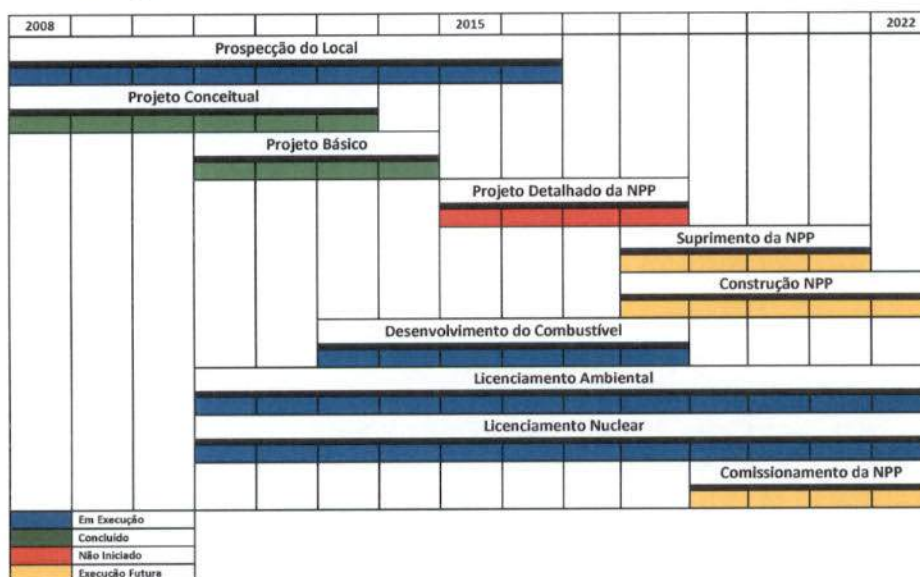 2008 2015 2022
Prospecção do Local
Projeto Conceitual
Projeto Básico
Projeto Detalhado da NPP
Suprimento da NPP
Construção NPP
Desenvolvimento do Combustível
Licenciamento Ambiental
Licenciamento Nuclear
Comissionamento da NPP
Em Execução
Concluído
Não Iniciado
Execução Future